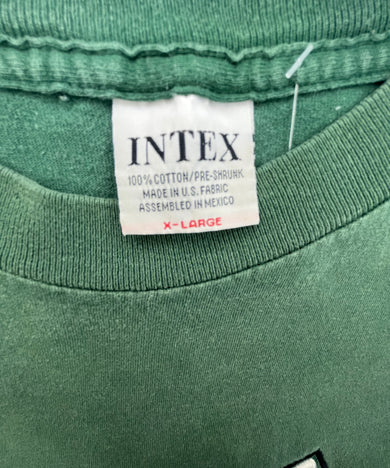 INTEX
100% COTTON/PRE-SHRUNK
MADE IN U.S. FABRIC
ASSEMBLED IN MEXICO
X-LARGE